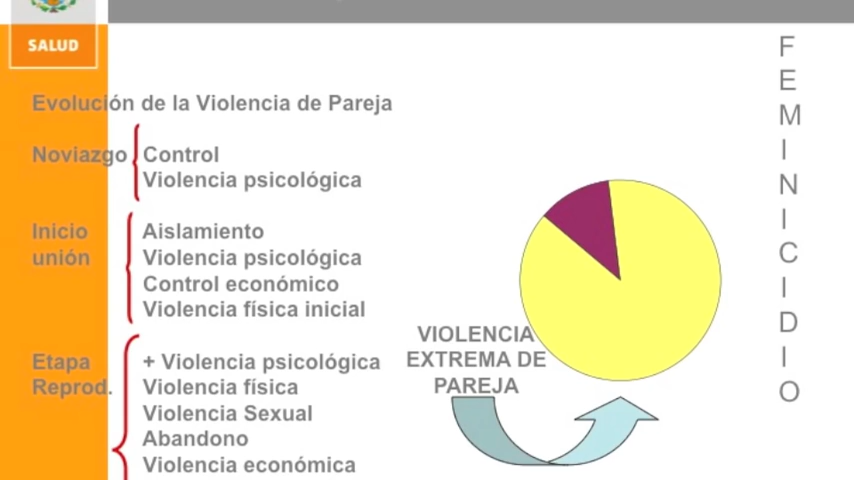 SALUD
Evolución de la Violencia de Pareja
Noviazgo
Control
Violencia psicológica
Inicio
unión
Aislamiento
Violencia psicológica
Control económico
Violencia física inicial
Etapa
Reprod.
+ Violencia psicológica
Violencia física
Violencia Sexual
Abandono
Violencia económica
VIOLENCIA
EXTREMA DE
PAREJA
FEMINICIDIO